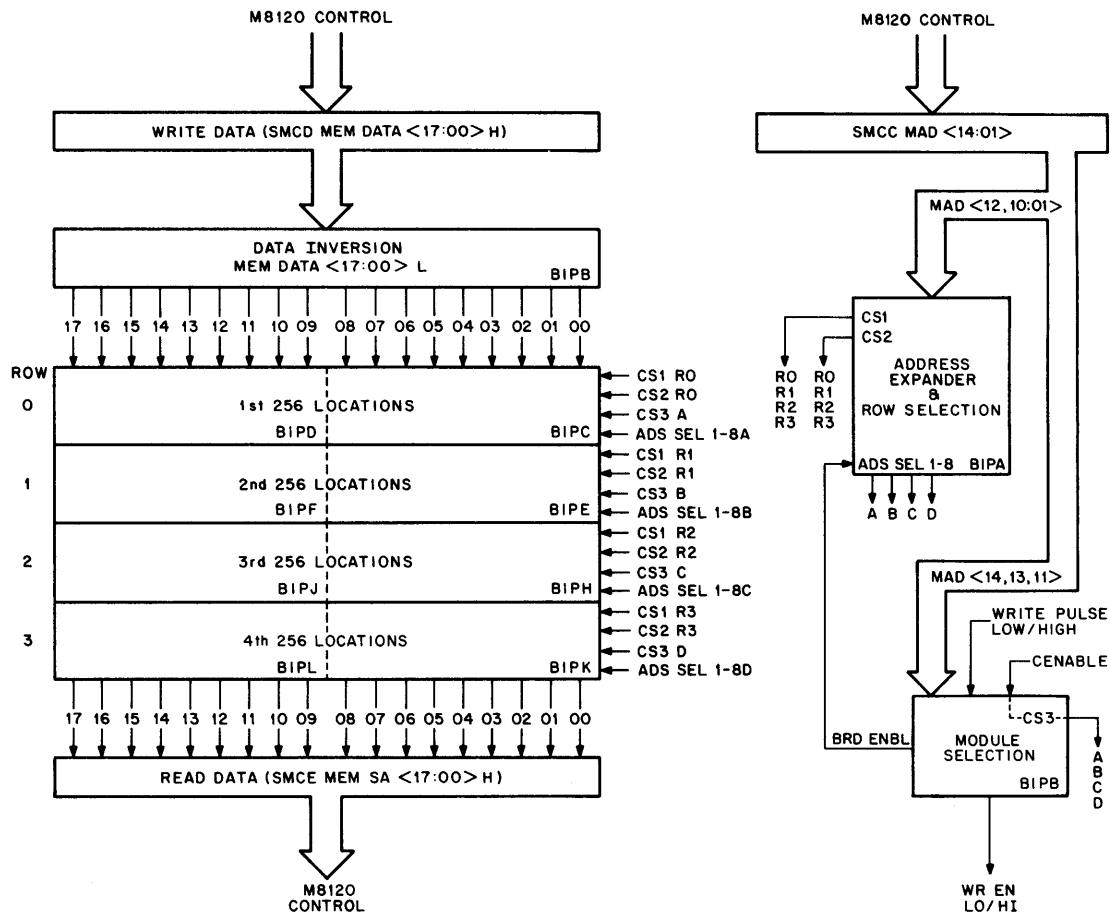 M8120 CONTROL
WRITE DATA (SMCD MEM DATA <17:00> H)
DATA INVERSION
MEM DATA <17:00> L
BIPB
17 16 15 14 13 12 11 10 09 08 07 06 05 04 03 02 01 00
ROW
0
1st 256 LOCATIONS
BIPD
BIPC
CS1 R0
CS2 R0
CS3 A
ADS SEL 1-8A
1
2nd 256 LOCATIONS
BIPF
BIPE
CS1 R1
CS2 R1
CS3 B
ADS SEL 1-8B
2
3rd 256 LOCATIONS
BIPJ
BIPH
CS1 R2
CS2 R2
CS3 C
ADS SEL 1-8C
3
4th 256 LOCATIONS
BIPL
BIPK
CS1 R3
CS2 R3
CS3 D
ADS SEL 1-8D
17 16 15 14 13 12 11 10 09 08 07 06 05 04 03 02 01 00
READ DATA (SMCE MEM SA <17:00> H)
M8120
CONTROL
M8120 CONTROL
SMCC MAD <14:01>
MAD <12,10:01>
CS1
CS2
ADDRESS
EXPANDER
&
ROW SELECTION
R0 R0
R1 R1
R2 R2
R3 R3
ADS SEL 1-8 BIPA
A B C D
MAD <14,13,11>
WRITE PULSE
LOW/HIGH
CENABLE
CS3
BRD ENBL
MODULE
SELECTION
BIPB
A
B
C
D
WR EN
LO/HI